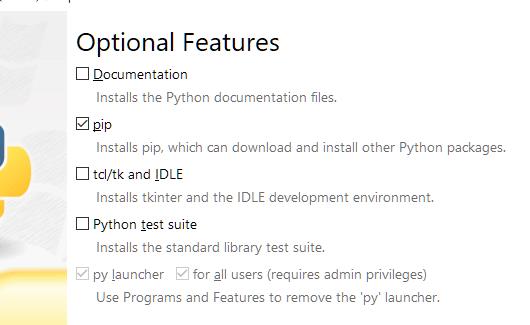 Optional Features
Documentation
Installs the Python documentation files.
pip
Installs pip, which can download and install other Python packages.
tcl/tk and IDLE
Installs tkinter and the IDLE development environment.
Python test suite
Installs the standard library test suite.
py launcher for all users (requires admin privileges)
Use Programs and Features to remove the 'py' launcher.